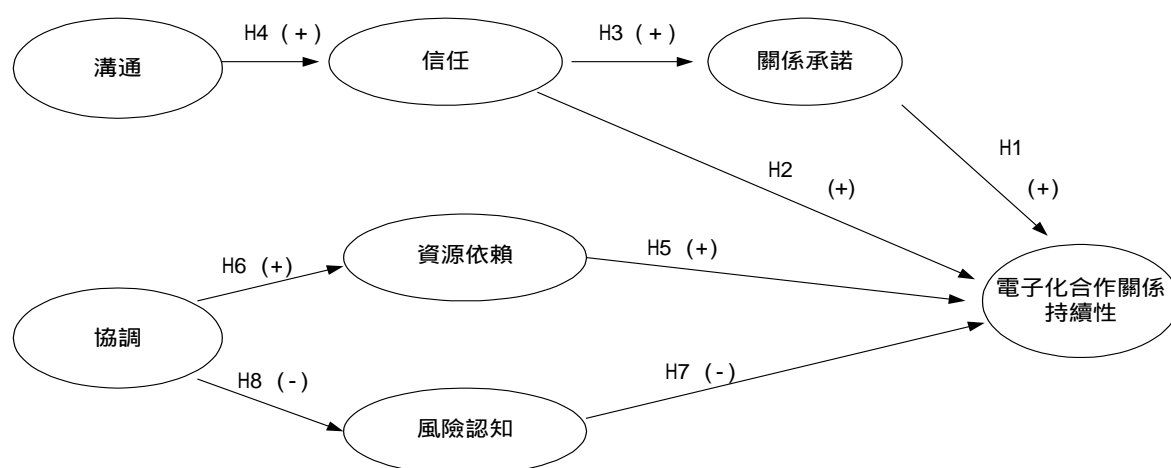 H4 (+)
H3 (+)
溝通
信任
關係承諾
H2
(+)
H1
(+)
H6 (+)
資源依賴
H5 (+)
電子化合作關係
持續性
協調
H8 (-)
H7 (-)
風險認知